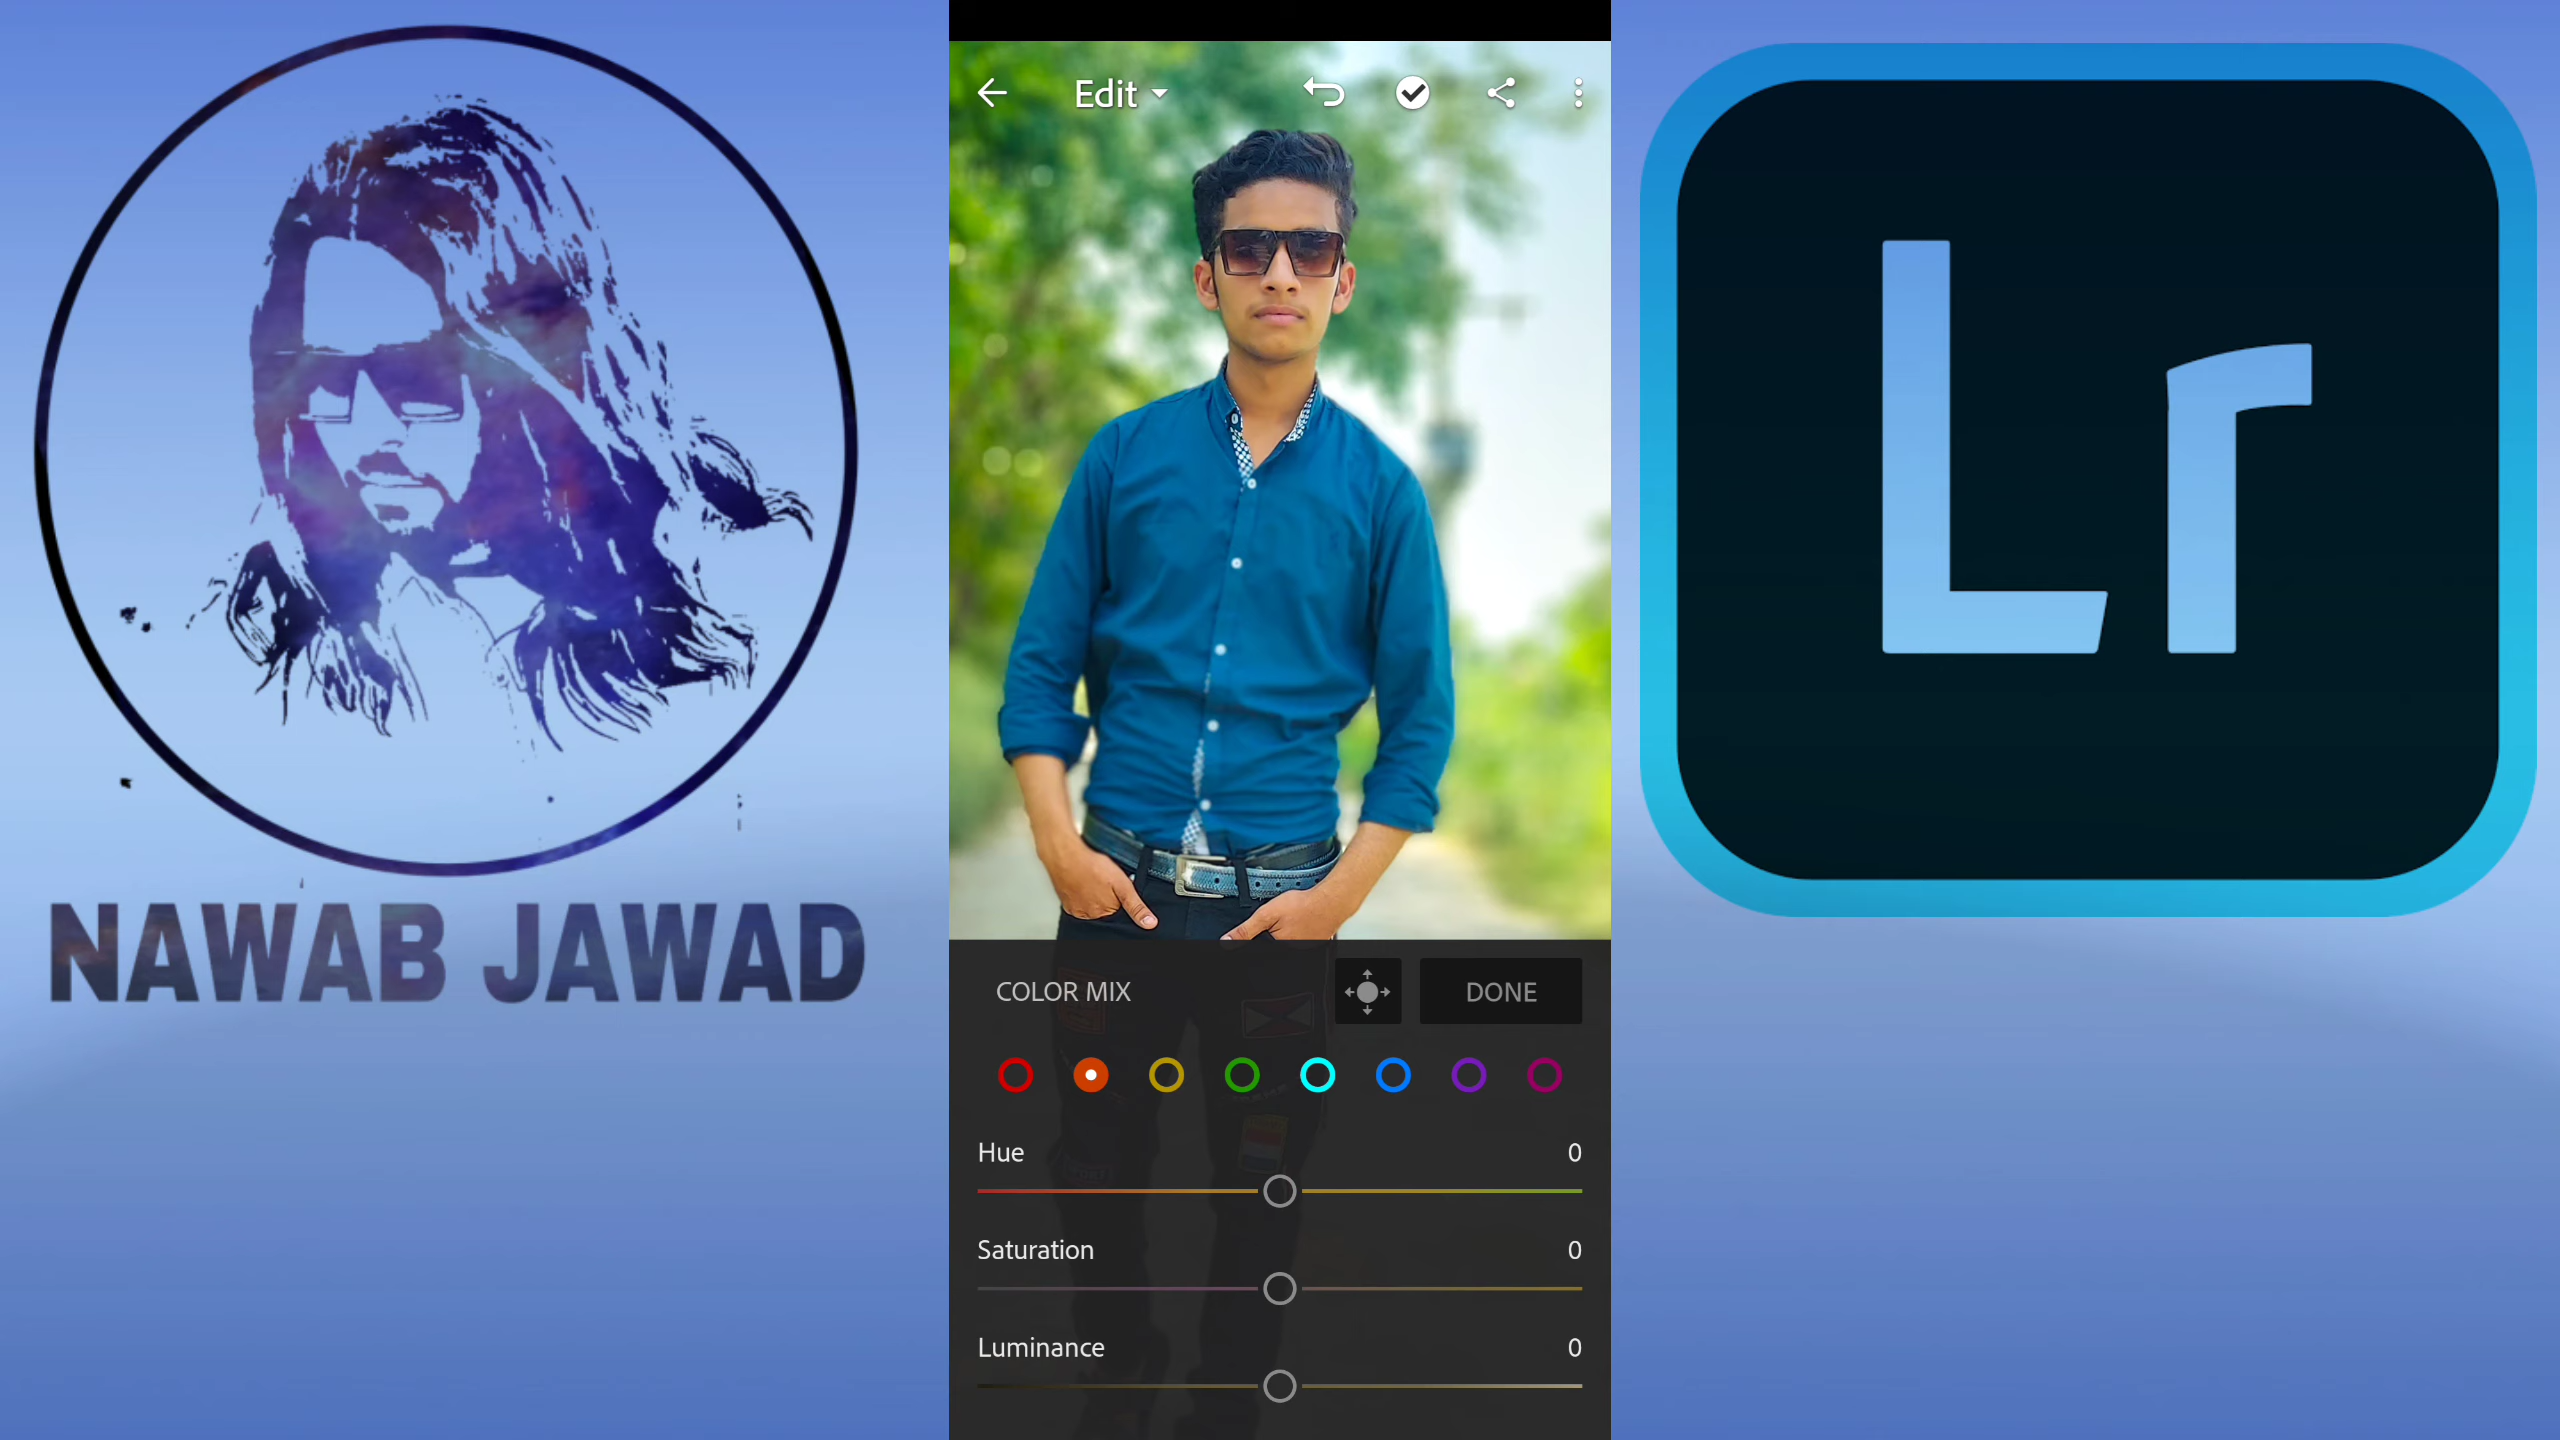 NAWAB JAWAD
Edit
COLOR MIX
DONE
Hue 0
Saturation 0
Luminance 0
Lr